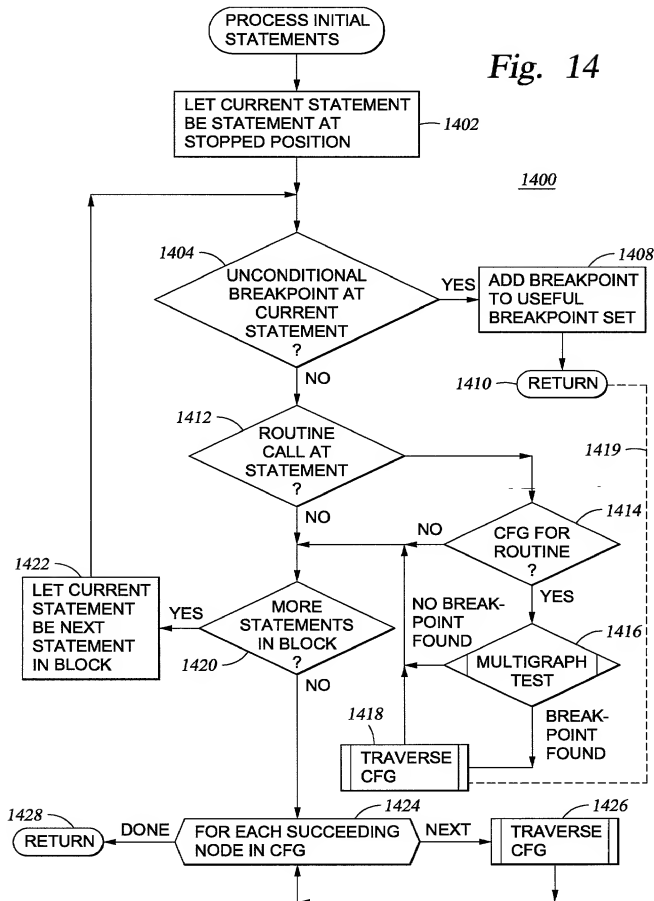 PROCESS INITIAL
STATEMENTS
Fig. 14
LET CURRENT STATEMENT
BE STATEMENT AT
STOPPED POSITION
1402
1400
1404
UNCONDITIONAL
BREAKPOINT AT
CURRENT
STATEMENT
?
YES
1408
ADD BREAKPOINT
TO USEFUL
BREAKPOINT SET
NO
1410
RETURN
1412
ROUTINE
CALL AT
STATEMENT
?
1419
NO
1414
CFG FOR
ROUTINE
?
NO
YES
1422
LET CURRENT
STATEMENT
BE NEXT
STATEMENT
IN BLOCK
YES
MORE
STATEMENTS
IN BLOCK
?
1420
NO
NO BREAK-
POINT
FOUND
1416
MULTIGRAPH
TEST
BREAK-
POINT
FOUND
1418
TRAVERSE
CFG
1428
RETURN
DONE
1424
FOR EACH SUCCEEDING
NODE IN CFG
NEXT
1426
TRAVERSE
CFG